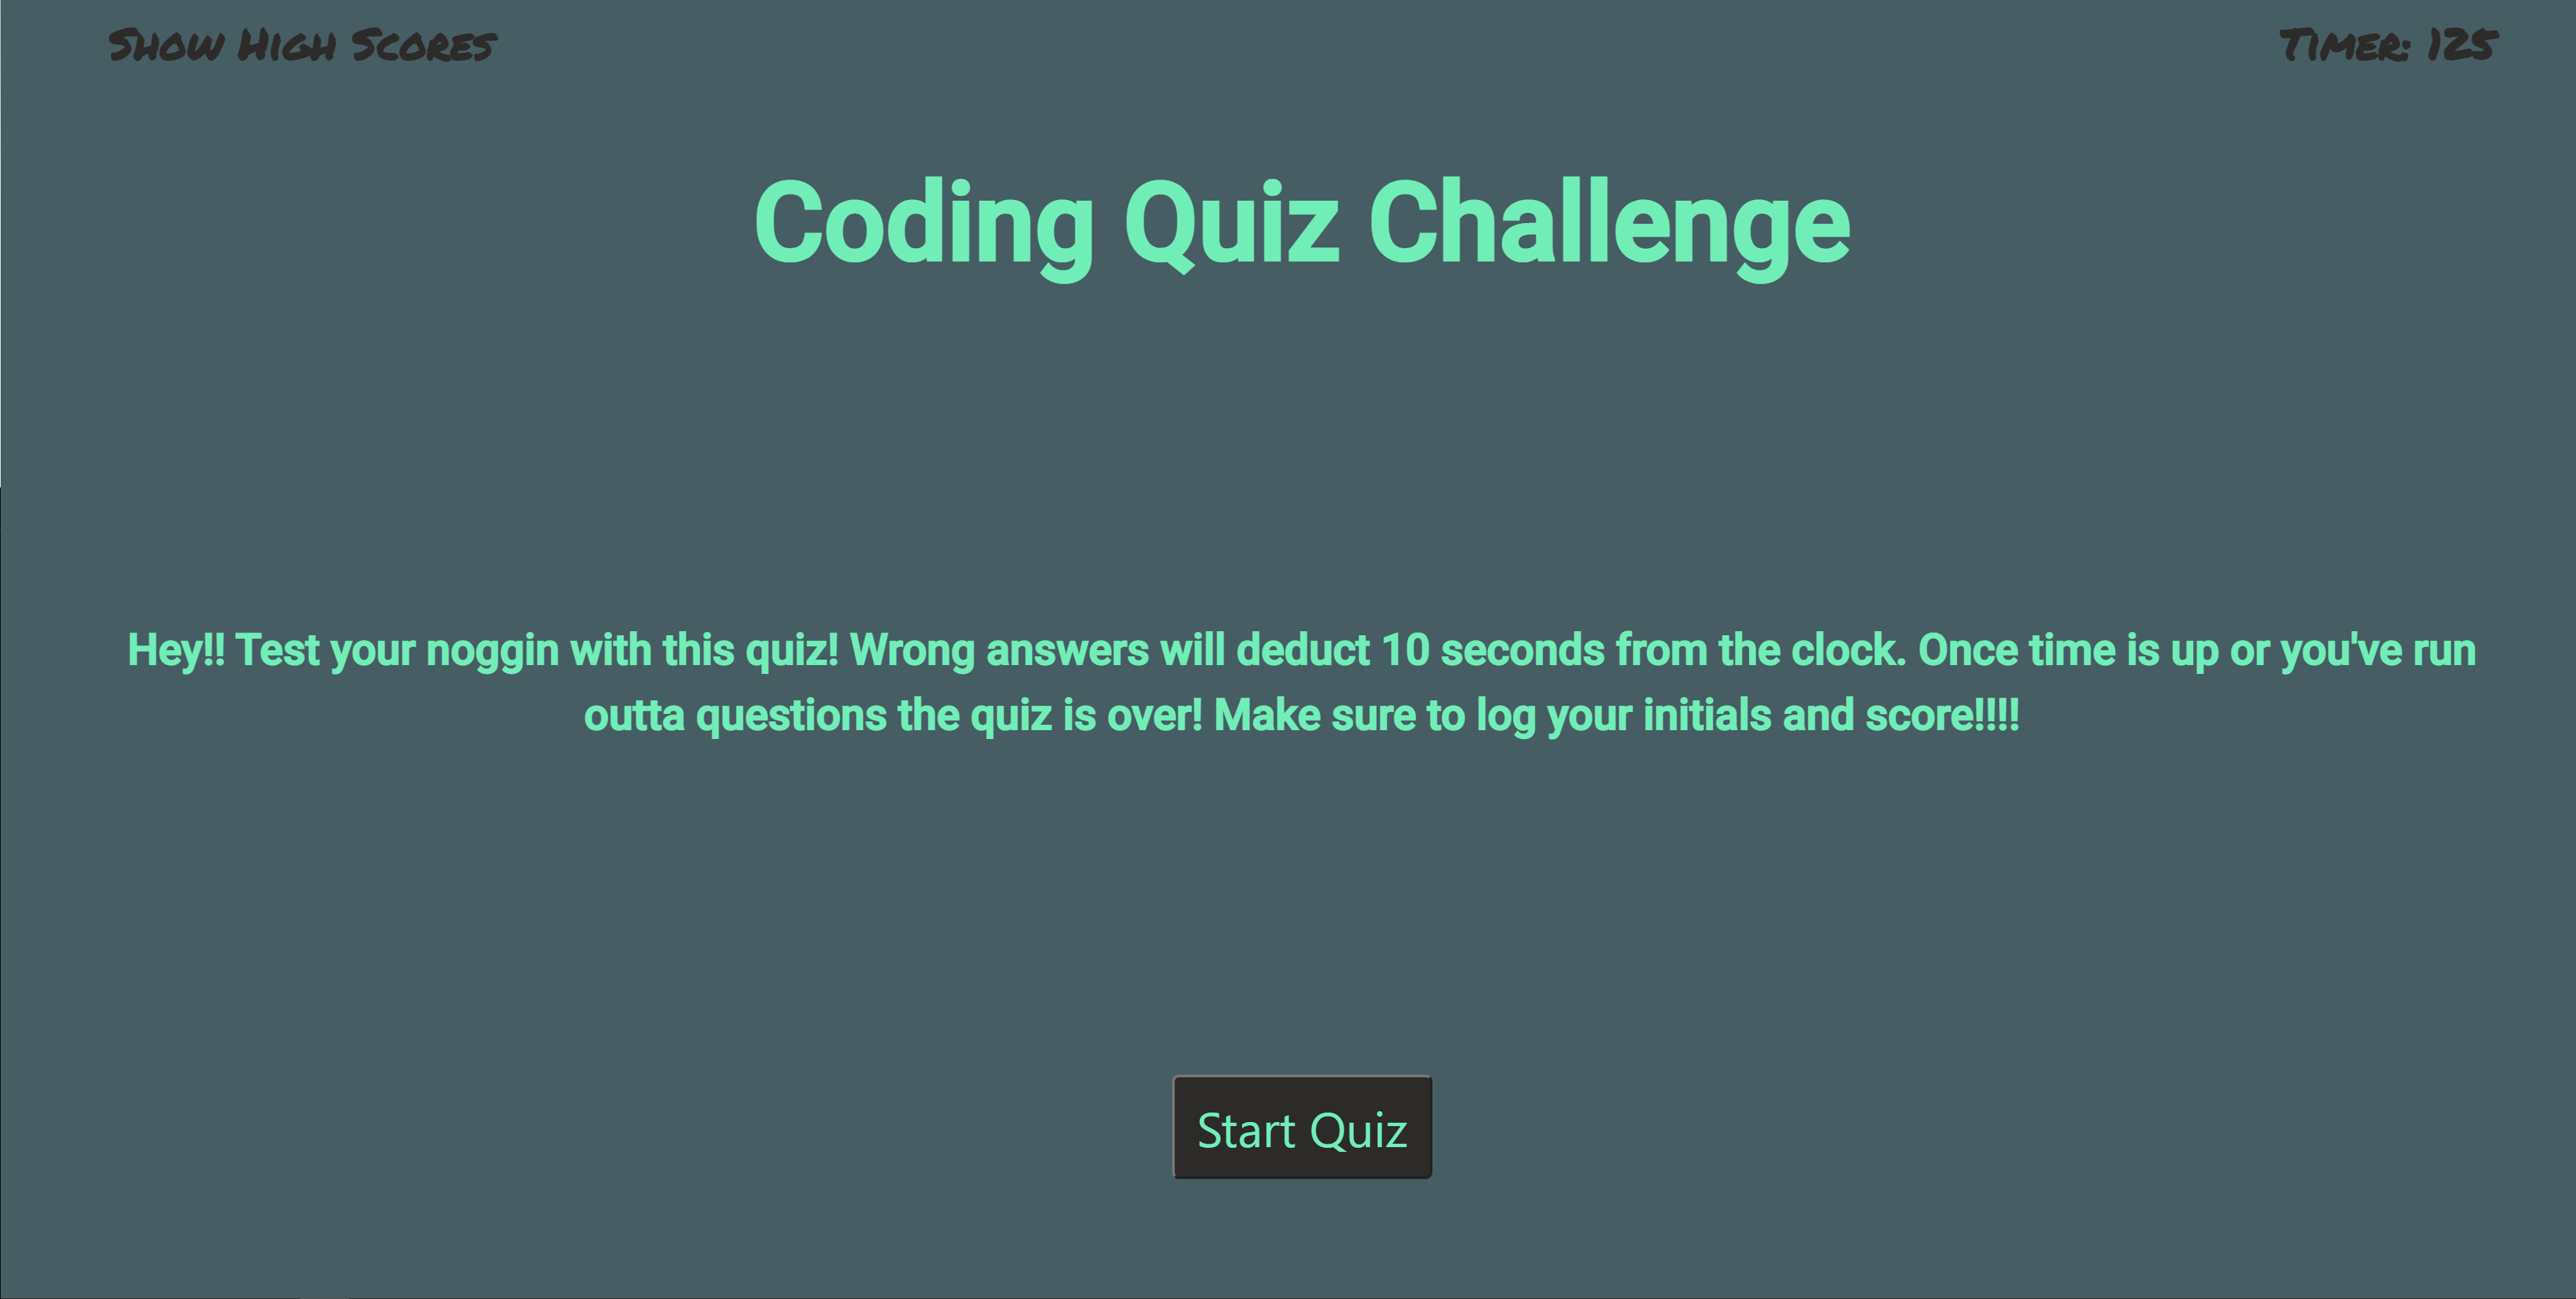 Show High Scores
Timer: 125
Coding Quiz Challenge
Hey!! Test your noggin with this quiz! Wrong answers will deduct 10 seconds from the clock. Once time is up or you've run
outta questions the quiz is over! Make sure to log your initials and score!!!!
Start Quiz